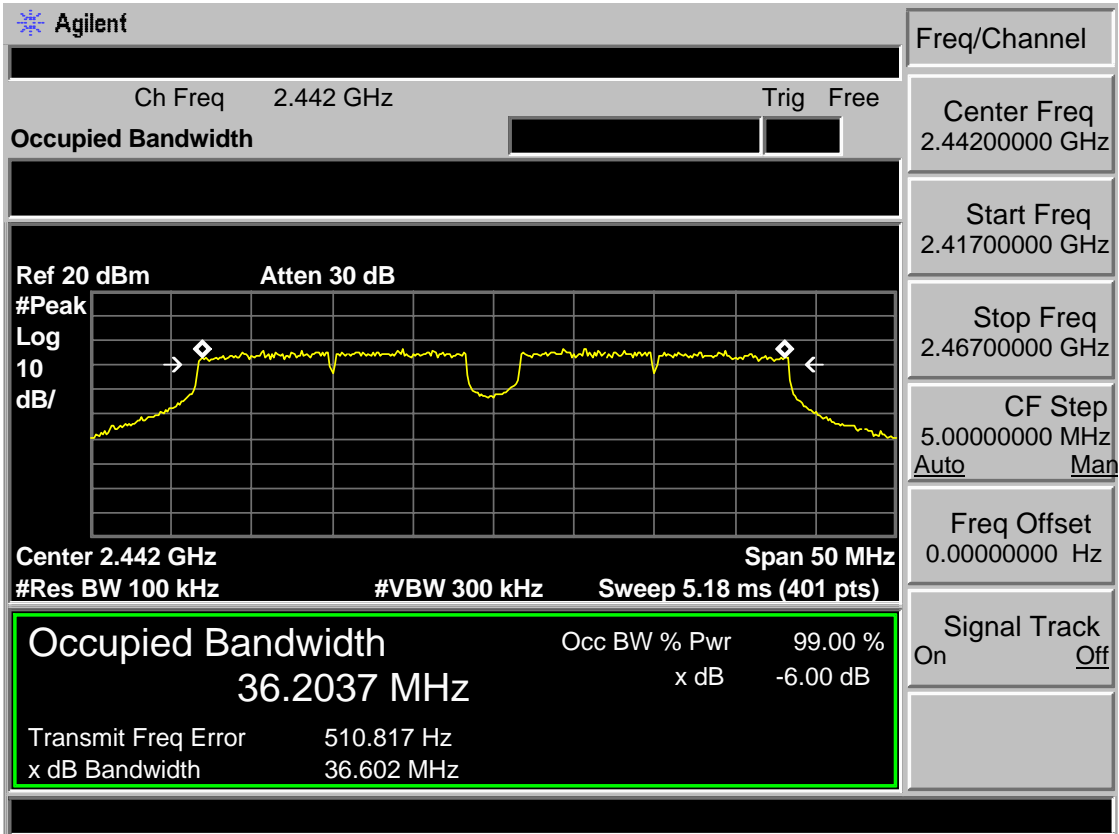 Agilent
Freq/Channel
Ch Freq 2.442 GHz Trig Free
Occupied Bandwidth
Center Freq
2.44200000 GHz
Start Freq
2.41700000 GHz
Stop Freq
2.46700000 GHz
CF Step
5.00000000 MHz
Auto Man
Freq Offset
0.00000000 Hz
Signal Track
On Off
Ref 20 dBm Atten 30 dB
#Peak
Log
10
dB/
Center 2.442 GHz Span 50 MHz
#Res BW 100 kHz #VBW 300 kHz Sweep 5.18 ms (401 pts)
Occupied Bandwidth Occ BW % Pwr 99.00 %
36.2037 MHz x dB -6.00 dB
Transmit Freq Error 510.817 Hz
x dB Bandwidth 36.602 MHz